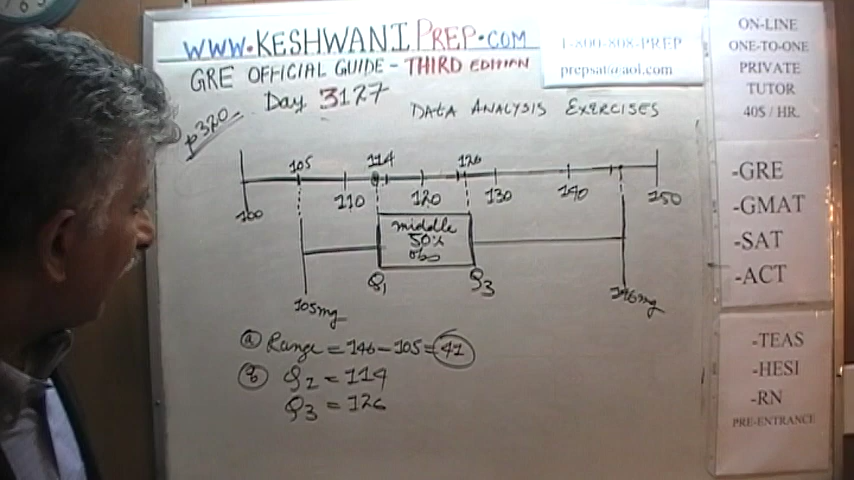 WWW.KESHWANIPREP.COM
GRE OFFICIAL GUIDE - THIRD EDITION
Day 3127
p320
DATA ANALYSIS EXERCISES
1-800-808-PREP
prepsat@aol.com
105 114 126
100 110 120 130 140 150
middle
50%
obs
Q1 Q3
105mg 146mg
(a) Range = 146-105=41
(b) Q2 = 114
Q3 = 126
ON-LINE
ONE-TO-ONE
PRIVATE
TUTOR
40$ / HR.
-GRE
-GMAT
-SAT
-ACT
-TEAS
-HESI
-RN
PRE-ENTRANCE